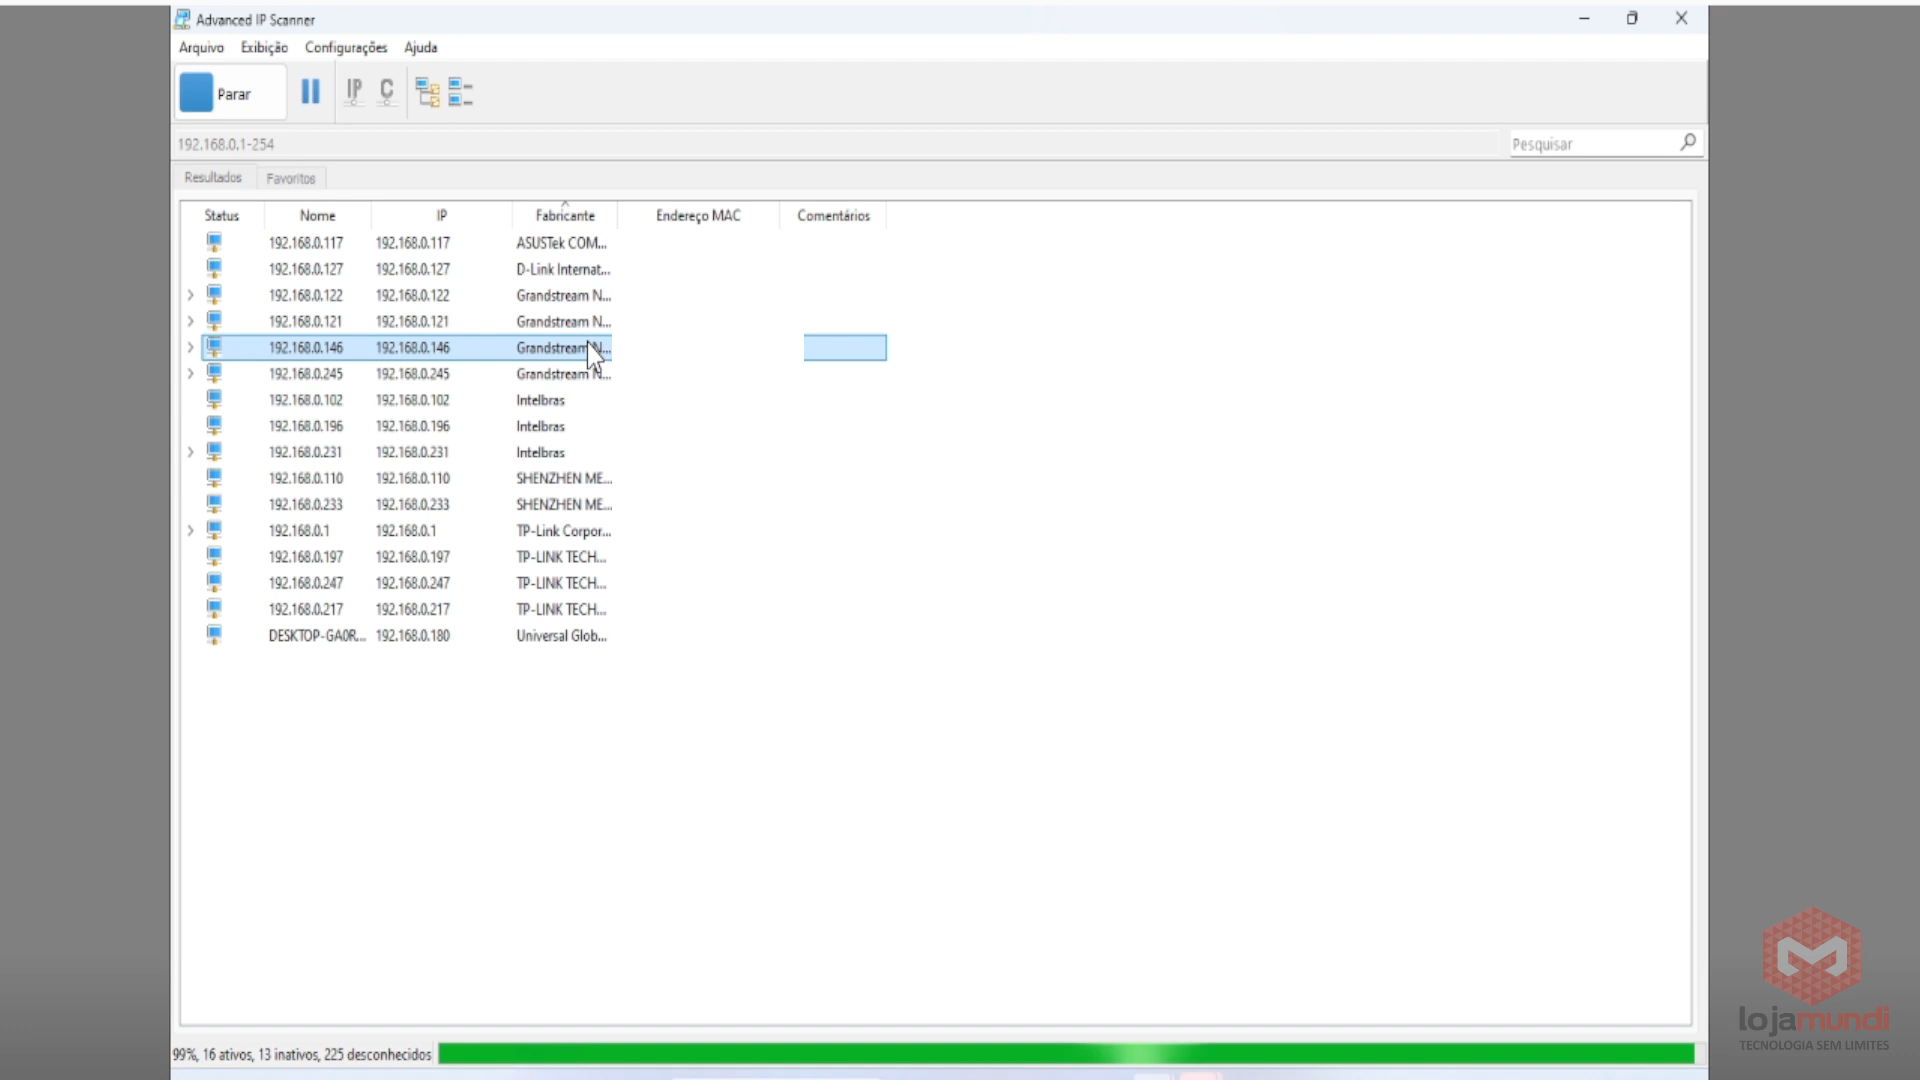 Advanced IP Scanner
Arquivo Exibição Configurações Ajuda
Parar IP C
192.168.0.1-254 Pesquisar
Resultados Favoritos
Status Nome IP Fabricante Endereço MAC Comentários
192.168.0.117 192.168.0.117 ASUSTek COM...
192.168.0.127 192.168.0.127 D-Link Internat...
192.168.0.122 192.168.0.122 Grandstream N...
192.168.0.121 192.168.0.121 Grandstream N...
192.168.0.146 192.168.0.146 Grandstream N...
192.168.0.245 192.168.0.245 Grandstream N...
192.168.0.102 192.168.0.102 Intelbras
192.168.0.196 192.168.0.196 Intelbras
192.168.0.231 192.168.0.231 Intelbras
192.168.0.110 192.168.0.110 SHENZHEN ME...
192.168.0.233 192.168.0.233 SHENZHEN ME...
192.168.0.1 192.168.0.1 TP-Link Corpor...
192.168.0.197 192.168.0.197 TP-LINK TECH...
192.168.0.247 192.168.0.247 TP-LINK TECH...
192.168.0.217 192.168.0.217 TP-LINK TECH...
DESKTOP-GA0R... 192.168.0.180 Universal Glob...
99%, 16 ativos, 13 inativos, 225 desconhecidos
lojamundi
TECNOLOGIA SEM LIMITES